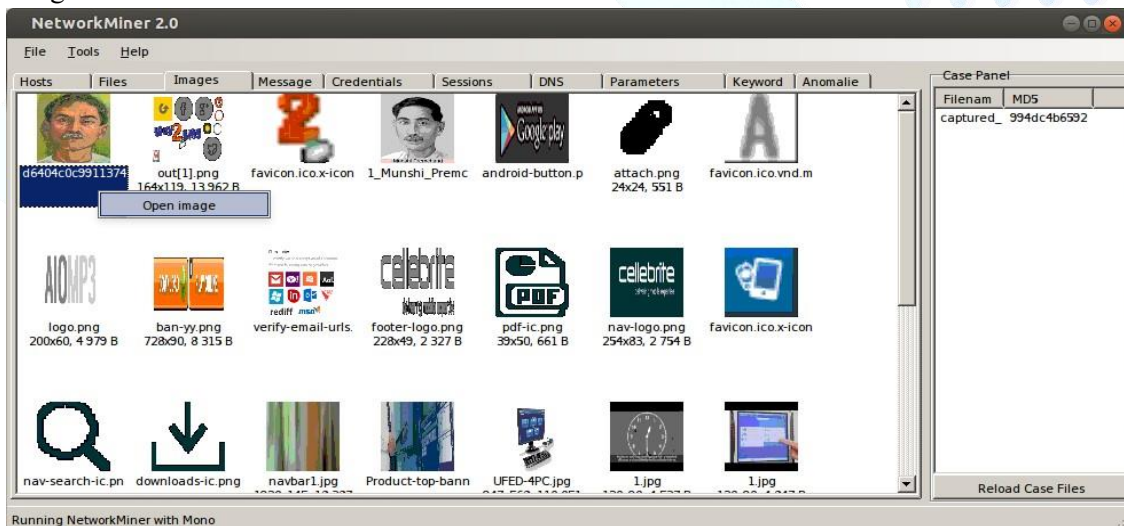 NetworkMiner 2.0
File Tools Help
Hosts Files Images Message Credentials Sessions DNS Parameters Keyword Anomalie
Case Panel
Filenam MD5
captured_ 994dc4b6592
Google play
d6404c0c9911374 out[1].png favicon.ico.x-icon 1_Munshi_Premc android-button.p attach.png favicon.ico.vnd.m
164x119, 13 962 B 24x24, 551 B
Open image
AIOMP3 cellebrite PDF cellebrite
rediff msn
logo.png ban-yy.png verify-email-urls. footer-logo.png pdf-ic.png nav-logo.png favicon.ico.x-icon
200x60, 4 979 B 728x90, 8 315 B 228x49, 2 327 B 39x50, 661 B 254x83, 2 754 B
nav-search-ic.pn downloads-ic.png navbar1.jpg Product-top-bann UFED-4PC.jpg 1.jpg 1.jpg
Reload Case Files
Running NetworkMiner with Mono